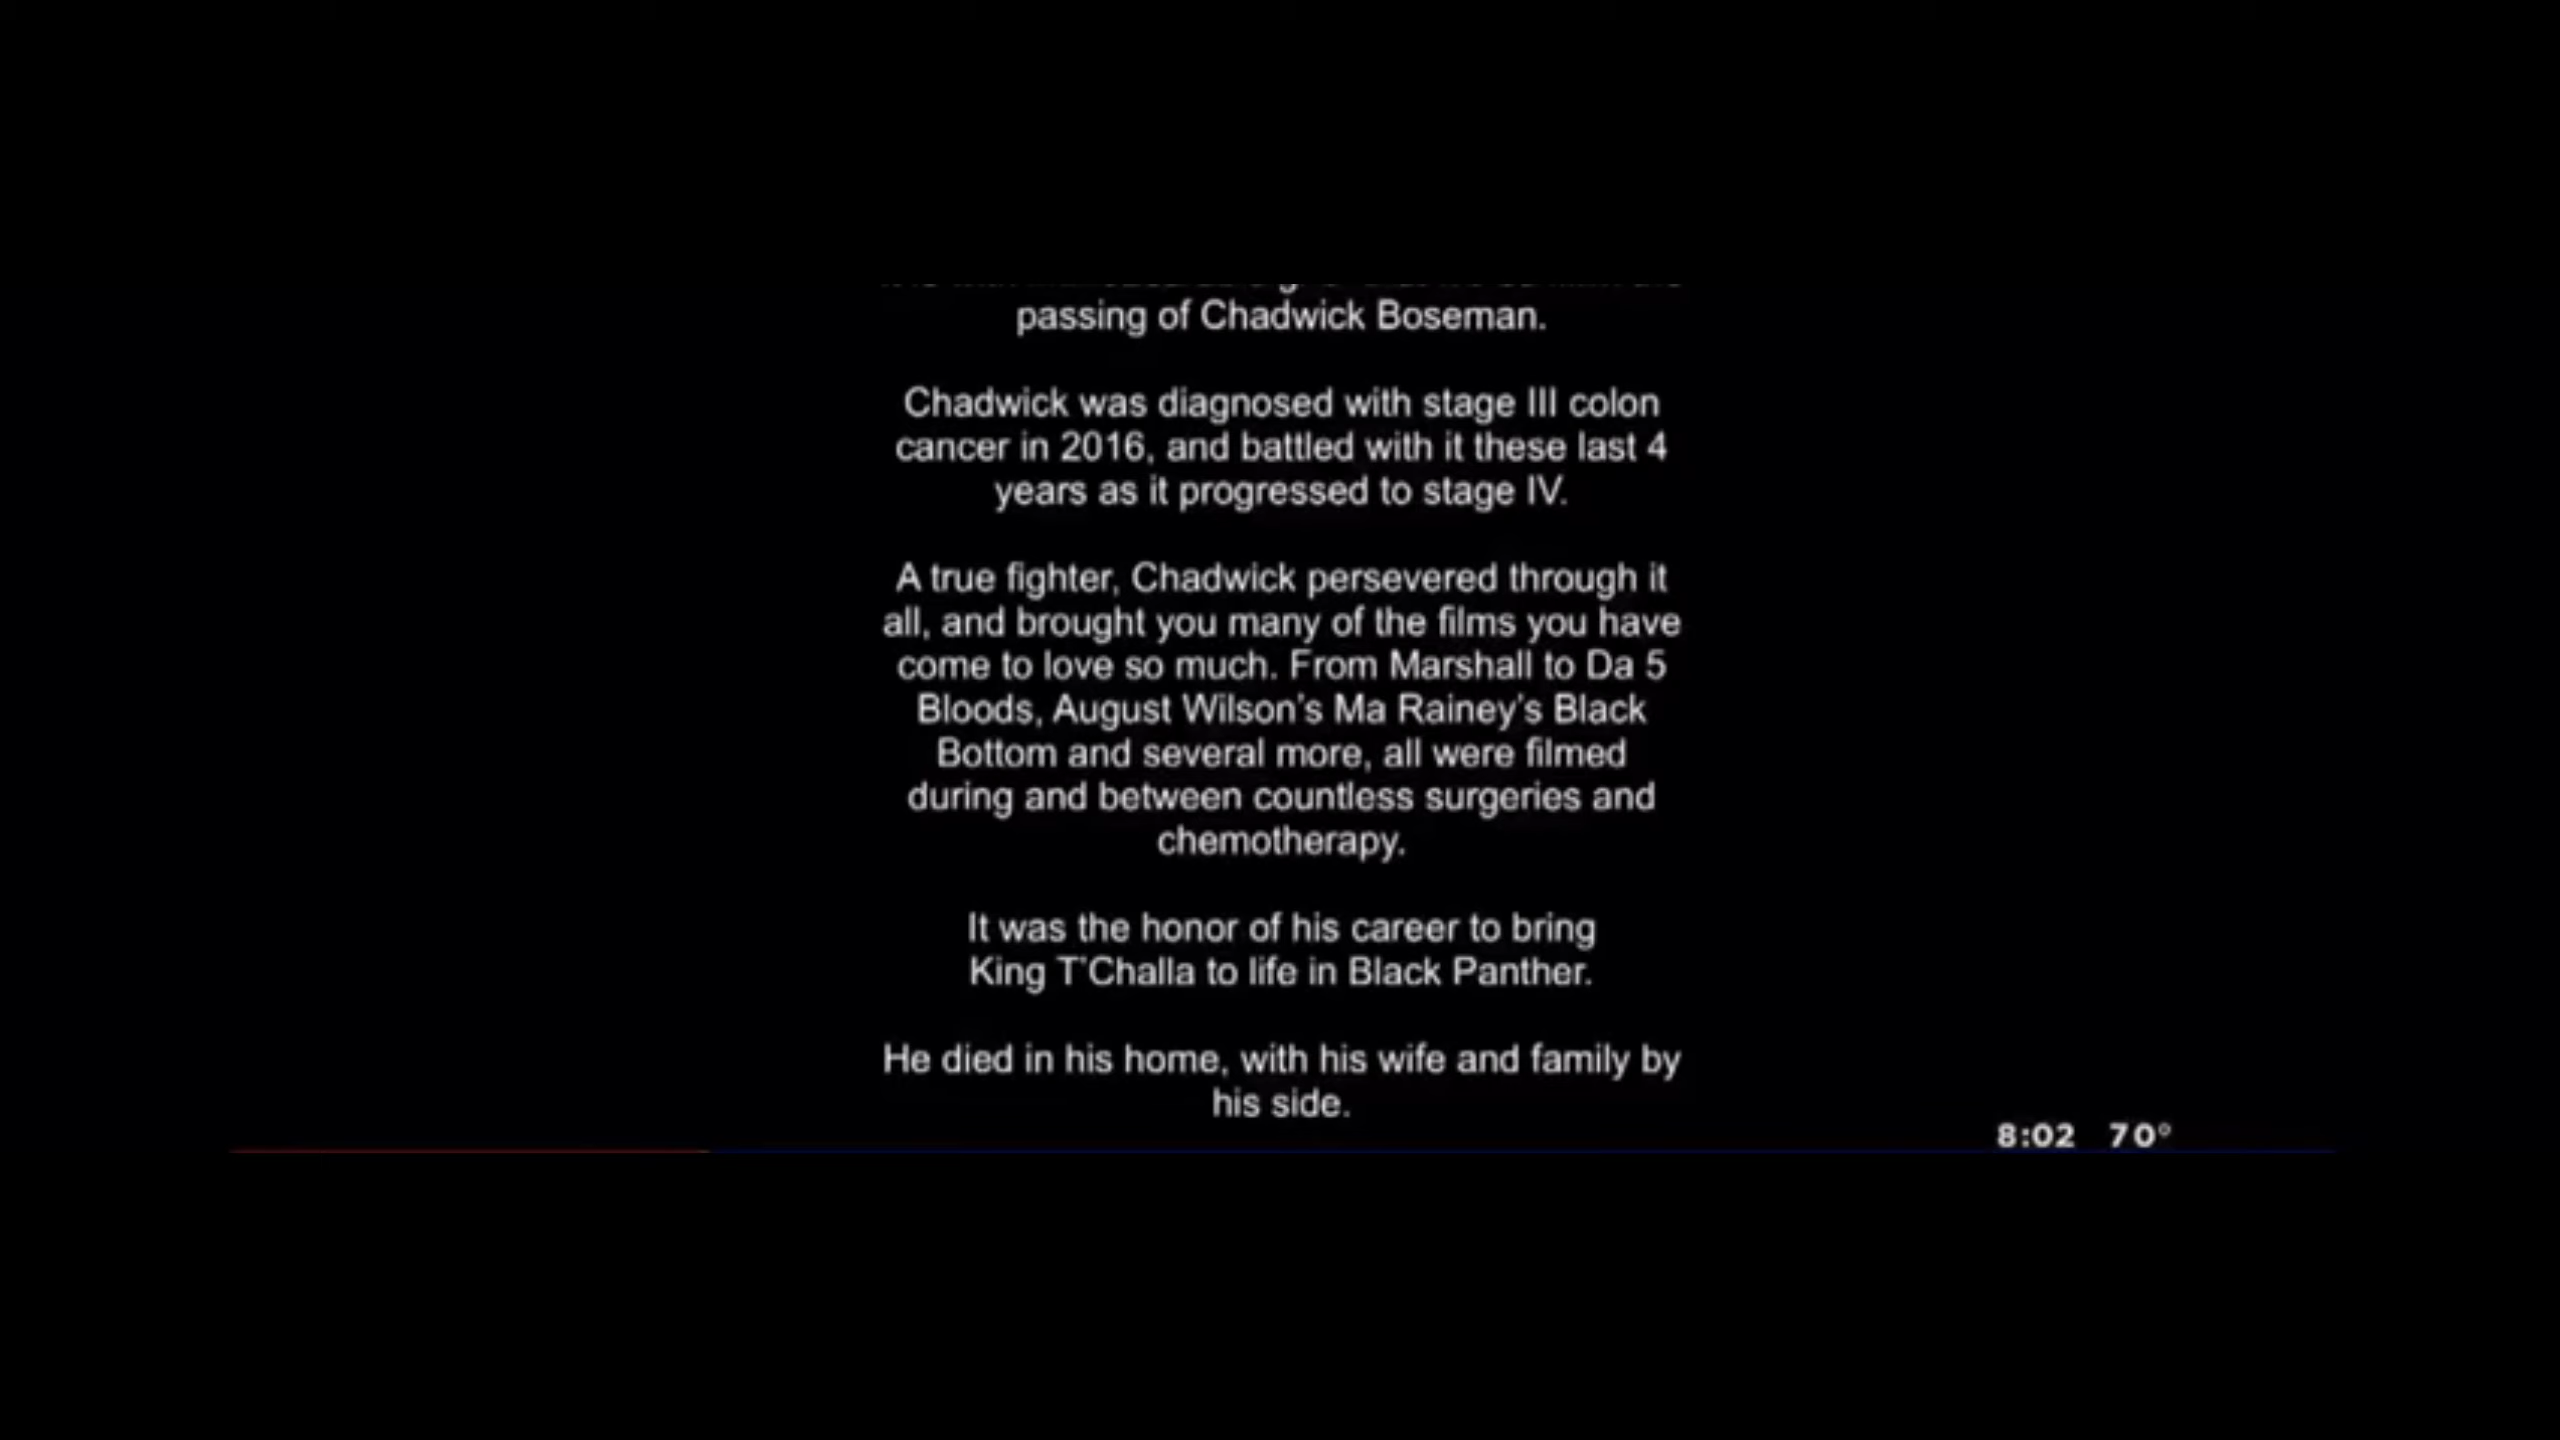 passing of Chadwick Boseman.
Chadwick was diagnosed with stage III colon
cancer in 2016, and battled with it these last 4
years as it progressed to stage IV.
A true fighter, Chadwick persevered through it
all, and brought you many of the films you have
come to love so much. From Marshall to Da 5
Bloods, August Wilson’s Ma Rainey’s Black
Bottom and several more, all were filmed
during and between countless surgeries and
chemotherapy.
It was the honor of his career to bring
King T’Challa to life in Black Panther.
He died in his home, with his wife and family by
his side.
8:02 70°